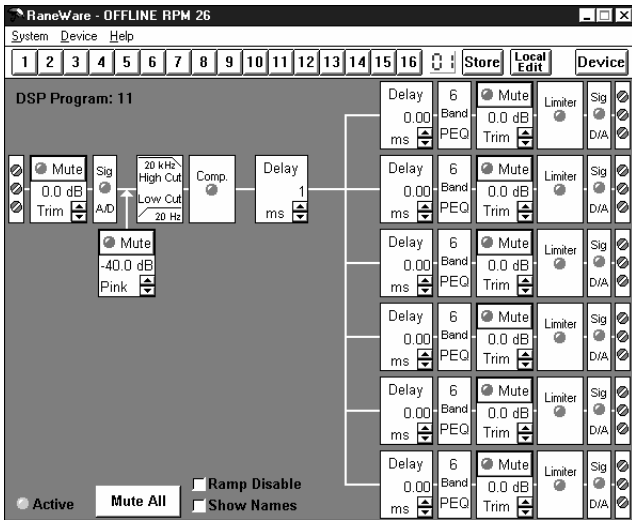 RaneWare - OFFLINE RPM 26
System Device Help
1 2 3 4 5 6 7 8 9 10 11 12 13 14 15 16 01 Store Local Edit Device
DSP Program: 11
Delay 0.00 ms 6 Band PEQ Mute 0.0 dB Trim Limiter Sig D/A
Mute 0.0 dB Trim Sig A/D 20 kHz High Cut Low Cut 20 Hz Comp. Delay 1 ms
Delay 0.00 ms 6 Band PEQ Mute 0.0 dB Trim Limiter Sig D/A
Mute -40.0 dB Pink
Delay 0.00 ms 6 Band PEQ Mute 0.0 dB Trim Limiter Sig D/A
Delay 0.00 ms 6 Band PEQ Mute 0.0 dB Trim Limiter Sig D/A
Delay 0.00 ms 6 Band PEQ Mute 0.0 dB Trim Limiter Sig D/A
Delay 0.00 ms 6 Band PEQ Mute 0.0 dB Trim Limiter Sig D/A
Active Mute All
Ramp Disable
Show Names